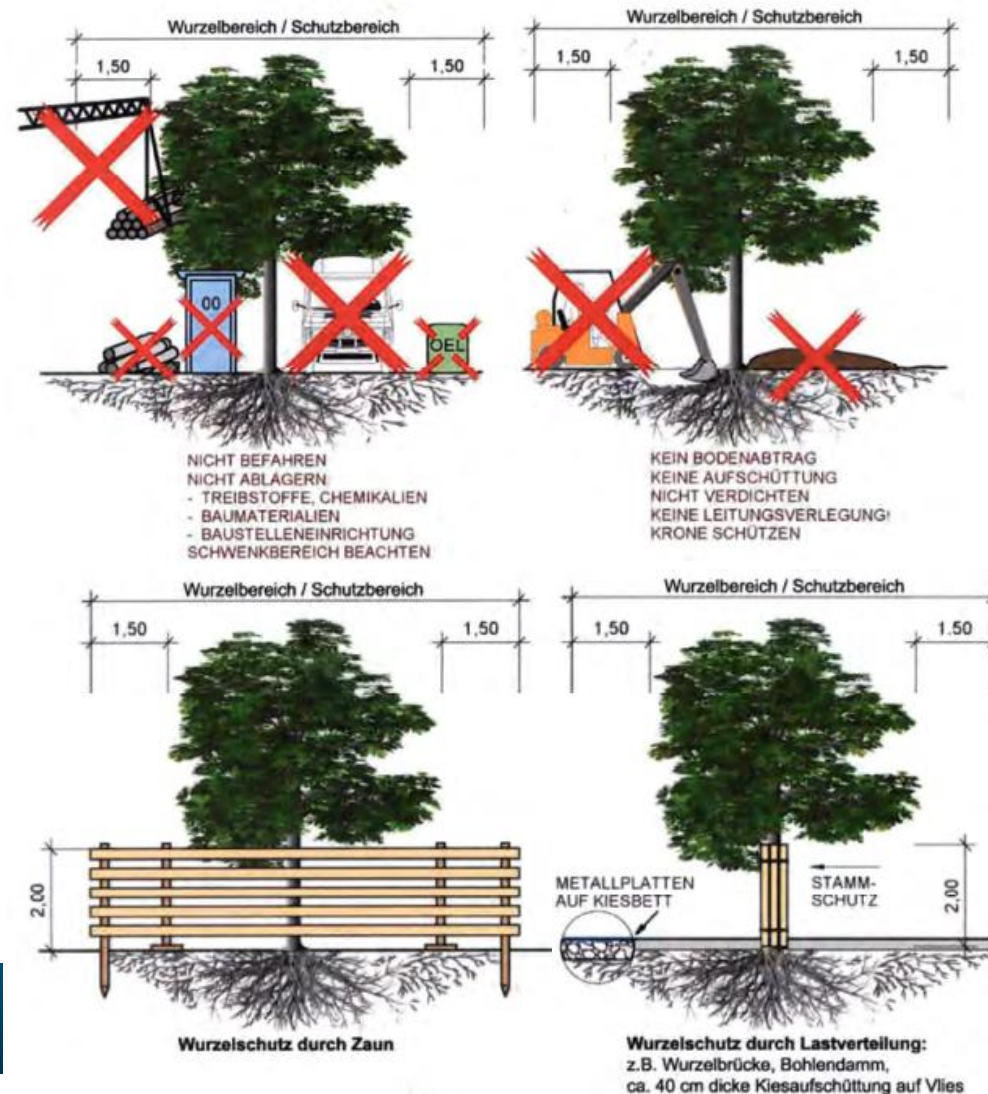 Wurzelbereich / Schutzbereich
1,50
1,50
00
OEL
NICHT BEFAHREN
NICHT ABLAGERN
- TREIBSTOFFE, CHEMIKALIEN
- BAUMATERIALIEN
- BAUSTELLENEINRICHTUNG
SCHWENKBEREICH BEACHTEN
Wurzelbereich / Schutzbereich
1,50
1,50
KEIN BODENABTRAG
KEINE AUFSCHÜTTUNG
NICHT VERDICHTEN
KEINE LEITUNGSVERLEGUNG!
KRONE SCHÜTZEN
Wurzelbereich / Schutzbereich
1,50
1,50
2,00
Wurzelschutz durch Zaun
Wurzelbereich / Schutzbereich
1,50
1.50
METALLPLATTEN
AUF KIESBETT
STAMM-
SCHUTZ
2,00
Wurzelschutz durch Lastverteilung:
z.B. Wurzelbrücke, Bohlendamm,
ca. 40 cm dicke Kiesaufschüttung auf Vlies